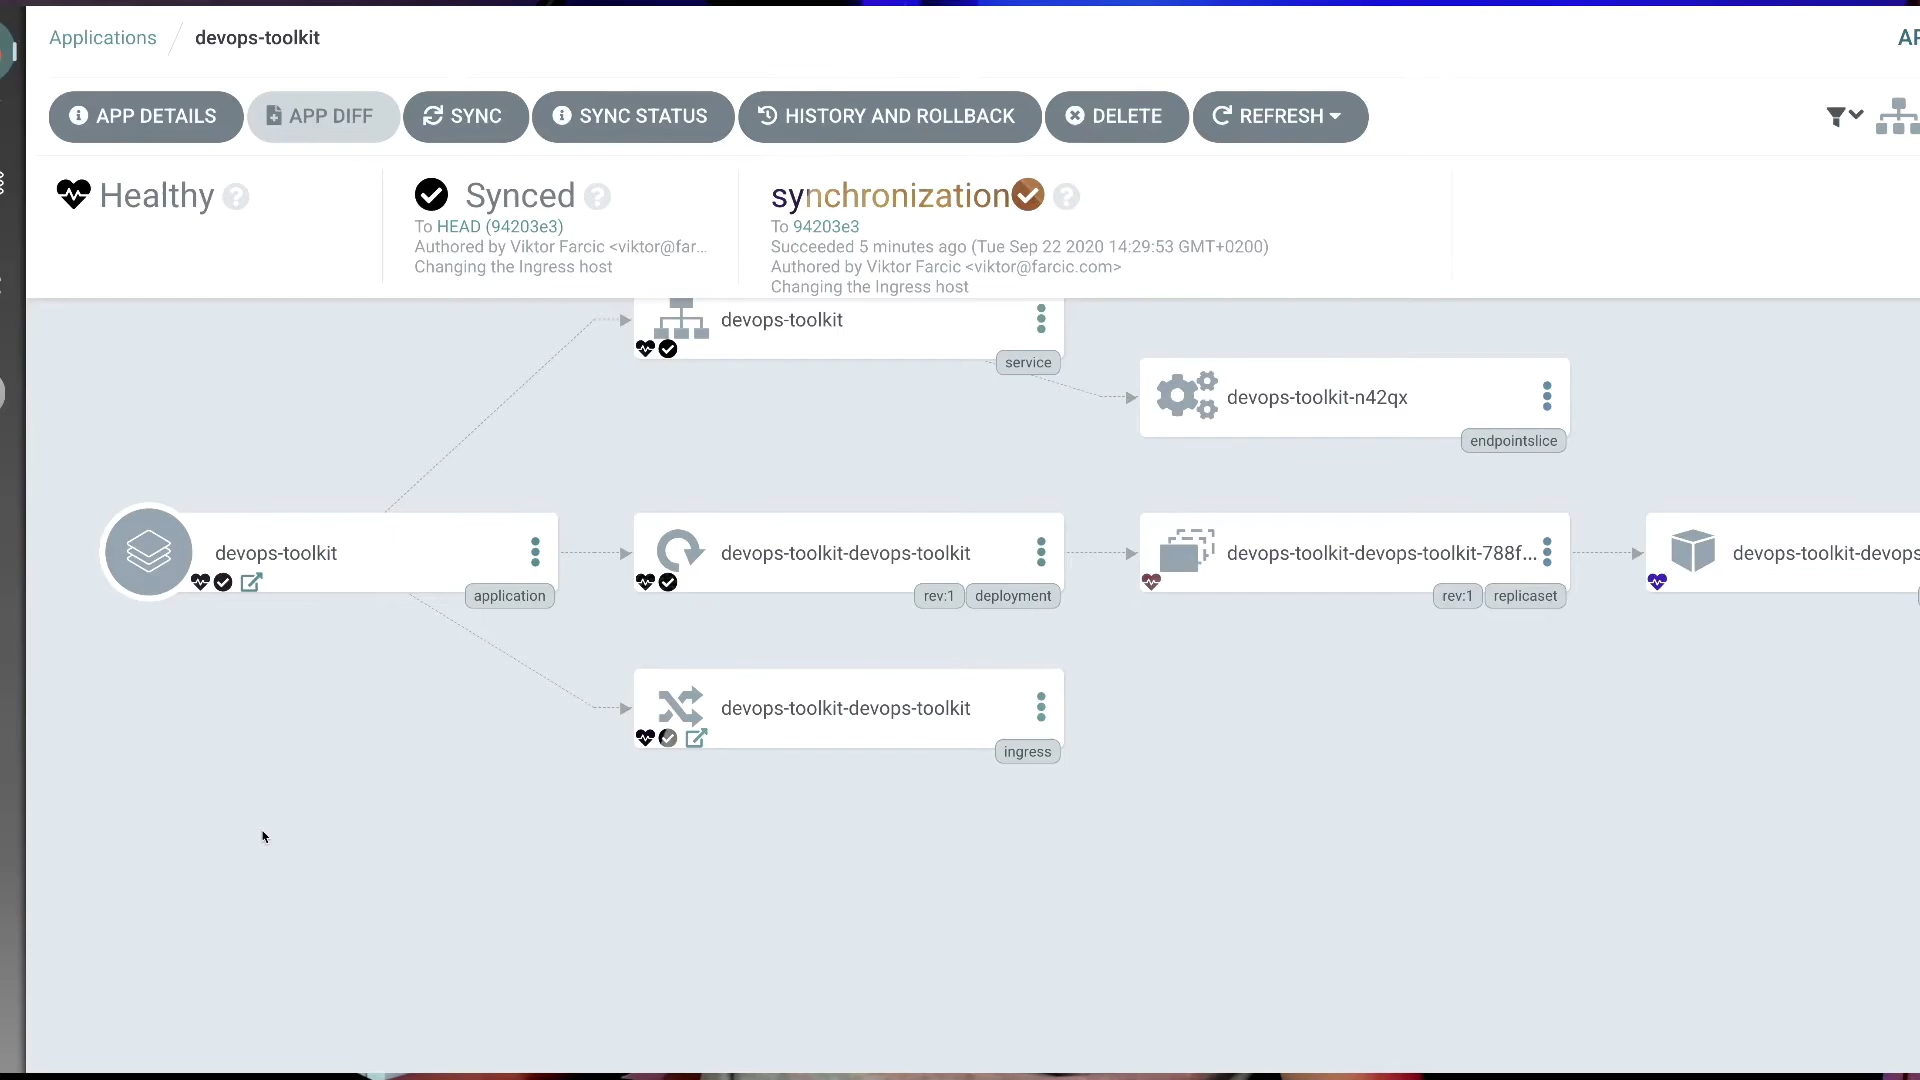 Applications / devops-toolkit
AP
APP DETAILS
APP DIFF
SYNC
SYNC STATUS
HISTORY AND ROLLBACK
DELETE
REFRESH
Healthy
Synced
To HEAD (94203e3)
Authored by Viktor Farcic <viktor@far...
Changing the Ingress host
synchronization
To 94203e3
Succeeded 5 minutes ago (Tue Sep 22 2020 14:29:53 GMT+0200)
Authored by Viktor Farcic <viktor@farcic.com>
Changing the Ingress host
devops-toolkit
service
devops-toolkit-n42qx
endpointslice
devops-toolkit
application
devops-toolkit-devops-toolkit
rev:1
deployment
devops-toolkit-devops-toolkit-788f...
rev:1
replicaset
devops-toolkit-devops
devops-toolkit-devops-toolkit
ingress